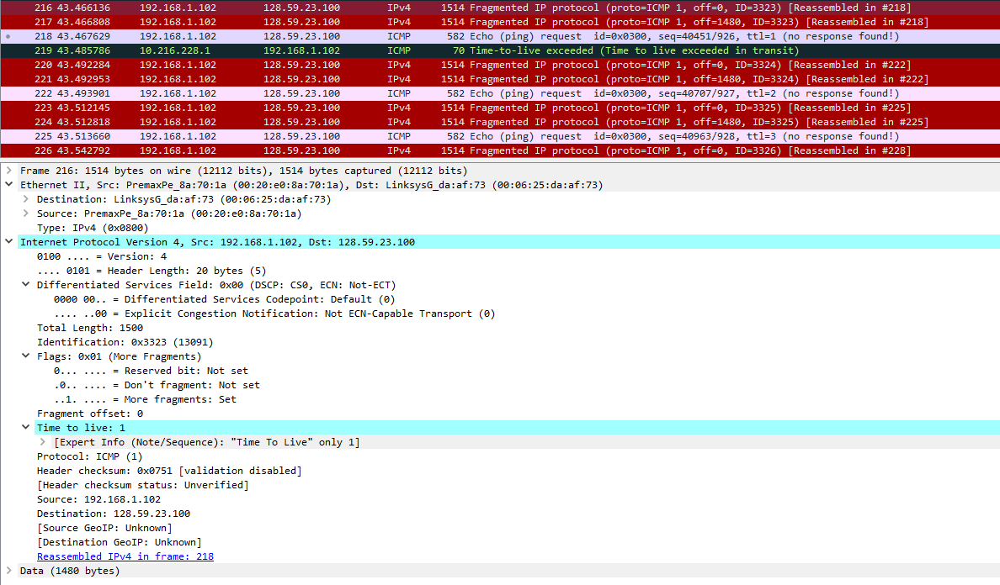 216 43.466136 192.168.1.102 128.59.23.100 IPv4 1514 Fragmented IP protocol (proto=ICMP 1, off=0, ID=3323) [Reassembled in #218]
217 43.466808 192.168.1.102 128.59.23.100 IPv4 1514 Fragmented IP protocol (proto=ICMP 1, off=1480, ID=3323) [Reassembled in #218]
218 43.467629 192.168.1.102 128.59.23.100 ICMP 582 Echo (ping) request id=0x0300, seq=40451/926, ttl=1 (no response found!)
219 43.485786 10.216.228.1 192.168.1.102 ICMP 70 Time-to-live exceeded (Time to live exceeded in transit)
220 43.492284 192.168.1.102 128.59.23.100 IPv4 1514 Fragmented IP protocol (proto=ICMP 1, off=0, ID=3324) [Reassembled in #222]
221 43.492953 192.168.1.102 128.59.23.100 IPv4 1514 Fragmented IP protocol (proto=ICMP 1, off=1480, ID=3324) [Reassembled in #222]
222 43.493901 192.168.1.102 128.59.23.100 ICMP 582 Echo (ping) request id=0x0300, seq=40707/927, ttl=2 (no response found!)
223 43.512145 192.168.1.102 128.59.23.100 IPv4 1514 Fragmented IP protocol (proto=ICMP 1, off=0, ID=3325) [Reassembled in #225]
224 43.512818 192.168.1.102 128.59.23.100 IPv4 1514 Fragmented IP protocol (proto=ICMP 1, off=1480, ID=3325) [Reassembled in #225]
225 43.513660 192.168.1.102 128.59.23.100 ICMP 582 Echo (ping) request id=0x0300, seq=40963/928, ttl=3 (no response found!)
226 43.542792 192.168.1.102 128.59.23.100 IPv4 1514 Fragmented IP protocol (proto=ICMP 1, off=0, ID=3326) [Reassembled in #228]
Frame 216: 1514 bytes on wire (12112 bits), 1514 bytes captured (12112 bits)
Ethernet II, Src: PremaxPe_8a:70:1a (00:20:e0:8a:70:1a), Dst: LinksysG_da:af:73 (00:06:25:da:af:73)
Destination: LinksysG_da:af:73 (00:06:25:da:af:73)
Source: PremaxPe_8a:70:1a (00:20:e0:8a:70:1a)
Type: IPv4 (0x0800)
Internet Protocol Version 4, Src: 192.168.1.102, Dst: 128.59.23.100
0100 .... = Version: 4
.... 0101 = Header Length: 20 bytes (5)
Differentiated Services Field: 0x00 (DSCP: CS0, ECN: Not-ECT)
0000 00.. = Differentiated Services Codepoint: Default (0)
.... ..00 = Explicit Congestion Notification: Not ECN-Capable Transport (0)
Total Length: 1500
Identification: 0x3323 (13091)
Flags: 0x01 (More Fragments)
0... .... = Reserved bit: Not set
.0.. .... = Don't fragment: Not set
..1. .... = More fragments: Set
Fragment offset: 0
Time to live: 1
[Expert Info (Note/Sequence): "Time To Live" only 1]
Protocol: ICMP (1)
Header checksum: 0x0751 [validation disabled]
[Header checksum status: Unverified]
Source: 192.168.1.102
Destination: 128.59.23.100
[Source GeoIP: Unknown]
[Destination GeoIP: Unknown]
Reassembled IPv4 in frame: 218
Data (1480 bytes)